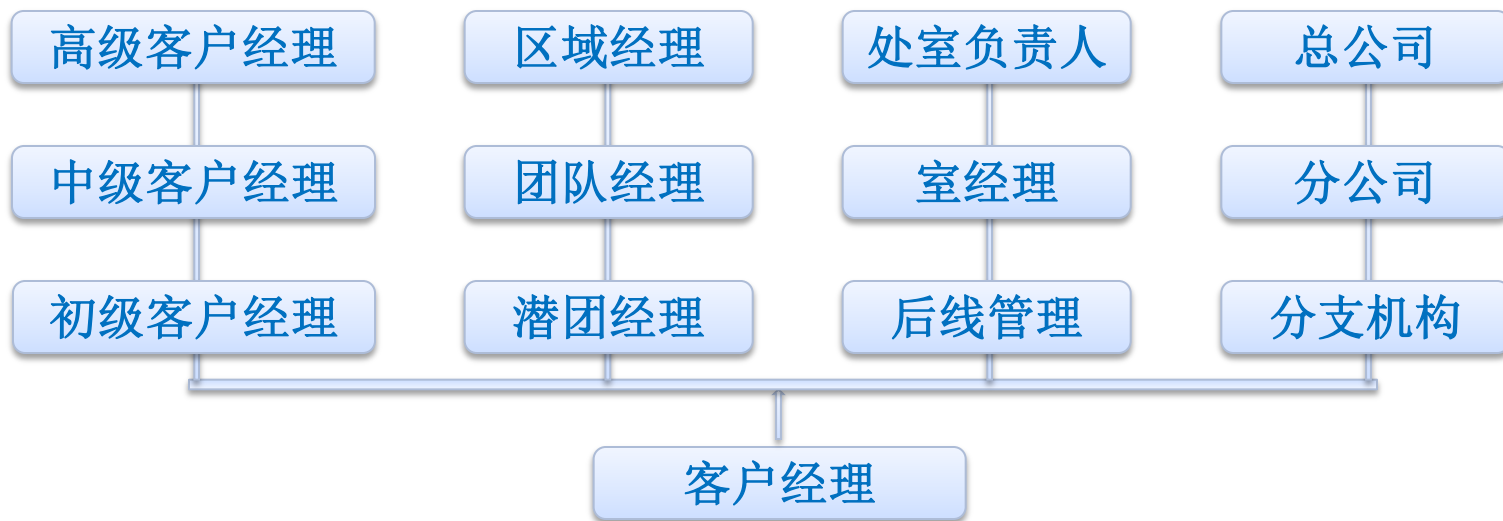 高级客户经理
区域经理
处室负责人
总公司
中级客户经理
团队经理
室经理
分公司
初级客户经理
潜团经理
后线管理
分支机构
客户经理